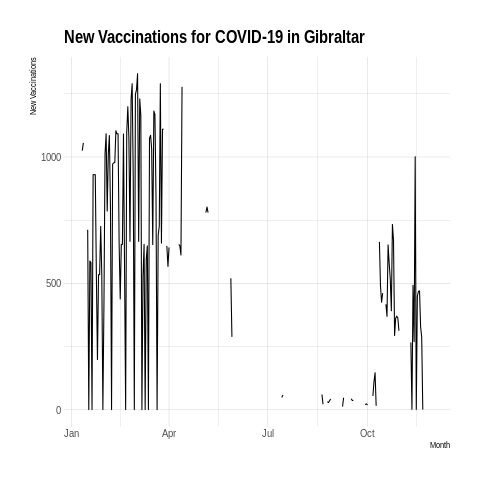 New Vaccinations for COVID-19 in Gibraltar
New Vaccinations
1000
500
0
Jan Apr Jul Oct
Month